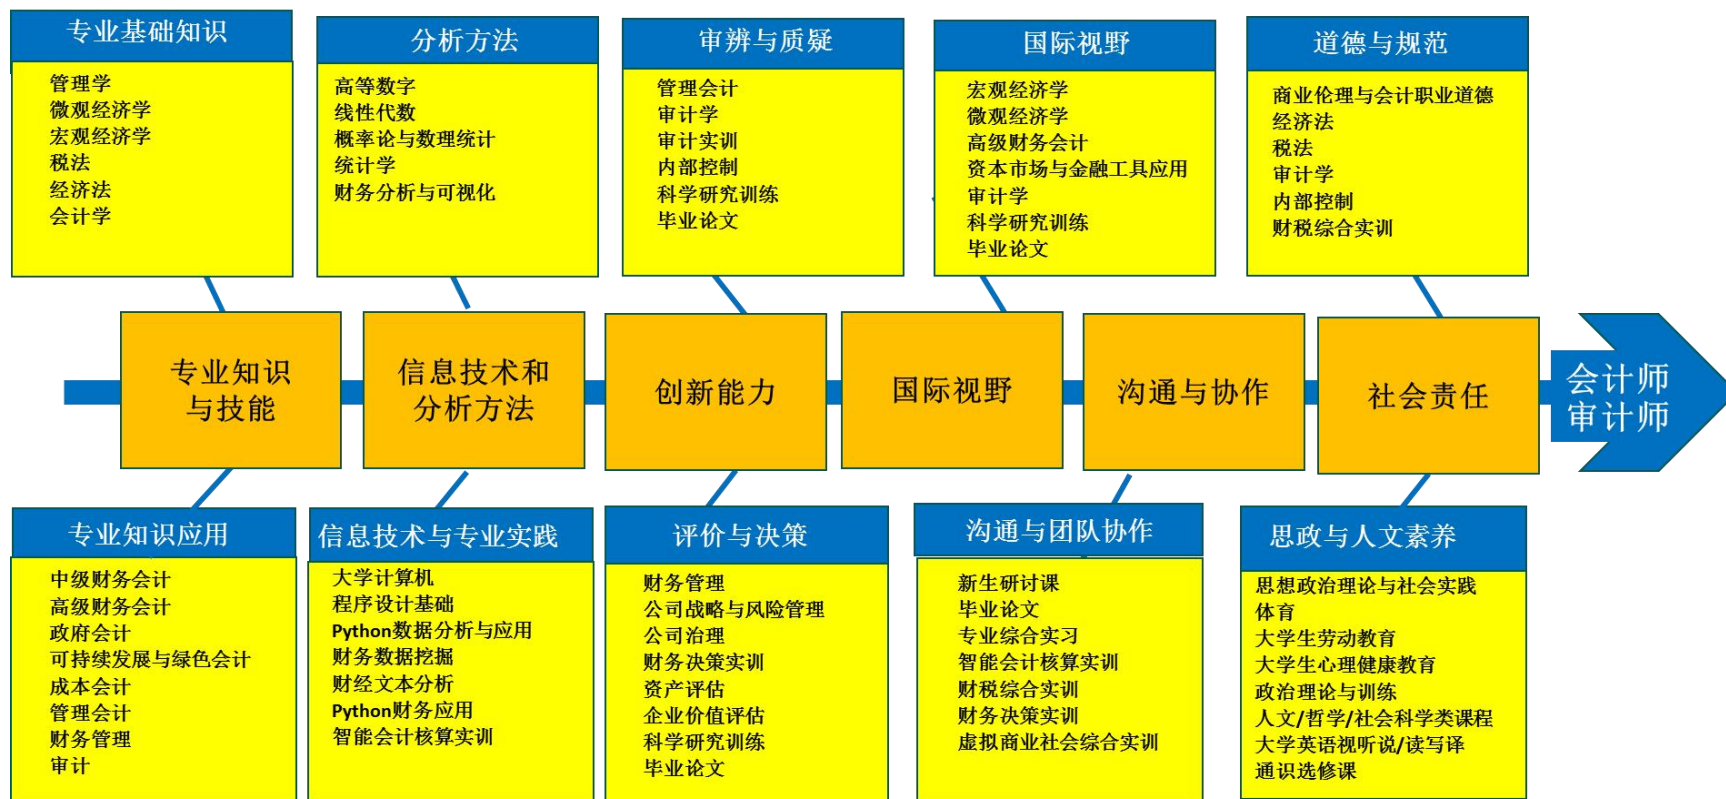 专业基础知识
管理学
微观经济学
宏观经济学
税法
经济法
会计学
分析方法
高等数字
线性代数
概率论与数理统计
统计学
财务分析与可视化
审辨与质疑
管理会计
审计学
审计实训
内部控制
科学研究训练
毕业论文
国际视野
宏观经济学
微观经济学
高级财务会计
资本市场与金融工具应用
审计学
科学研究训练
毕业论文
道德与规范
商业伦理与会计职业道德
经济法
税法
审计学
内部控制
财税综合实训
专业知识
与技能
信息技术和
分析方法
创新能力
国际视野
沟通与协作
社会责任
会计师
审计师
专业知识应用
中级财务会计
高级财务会计
政府会计
可持续发展与绿色会计
成本会计
管理会计
财务管理
审计
信息技术与专业实践
大学计算机
程序设计基础
Python数据分析与应用
财务数据挖掘
财经文本分析
Python财务应用
智能会计核算实训
评价与决策
财务管理
公司战略与风险管理
公司治理
财务决策实训
资产评估
企业价值评估
科学研究训练
毕业论文
沟通与团队协作
新生研讨课
毕业论文
专业综合实习
智能会计核算实训
财税综合实训
财务决策实训
虚拟商业社会综合实训
思政与人文素养
思想政治理论与社会实践
体育
大学生劳动教育
大学生心理健康教育
政治理论与训练
人文/哲学/社会科学类课程
大学英语视听说/读写译
通识选修课